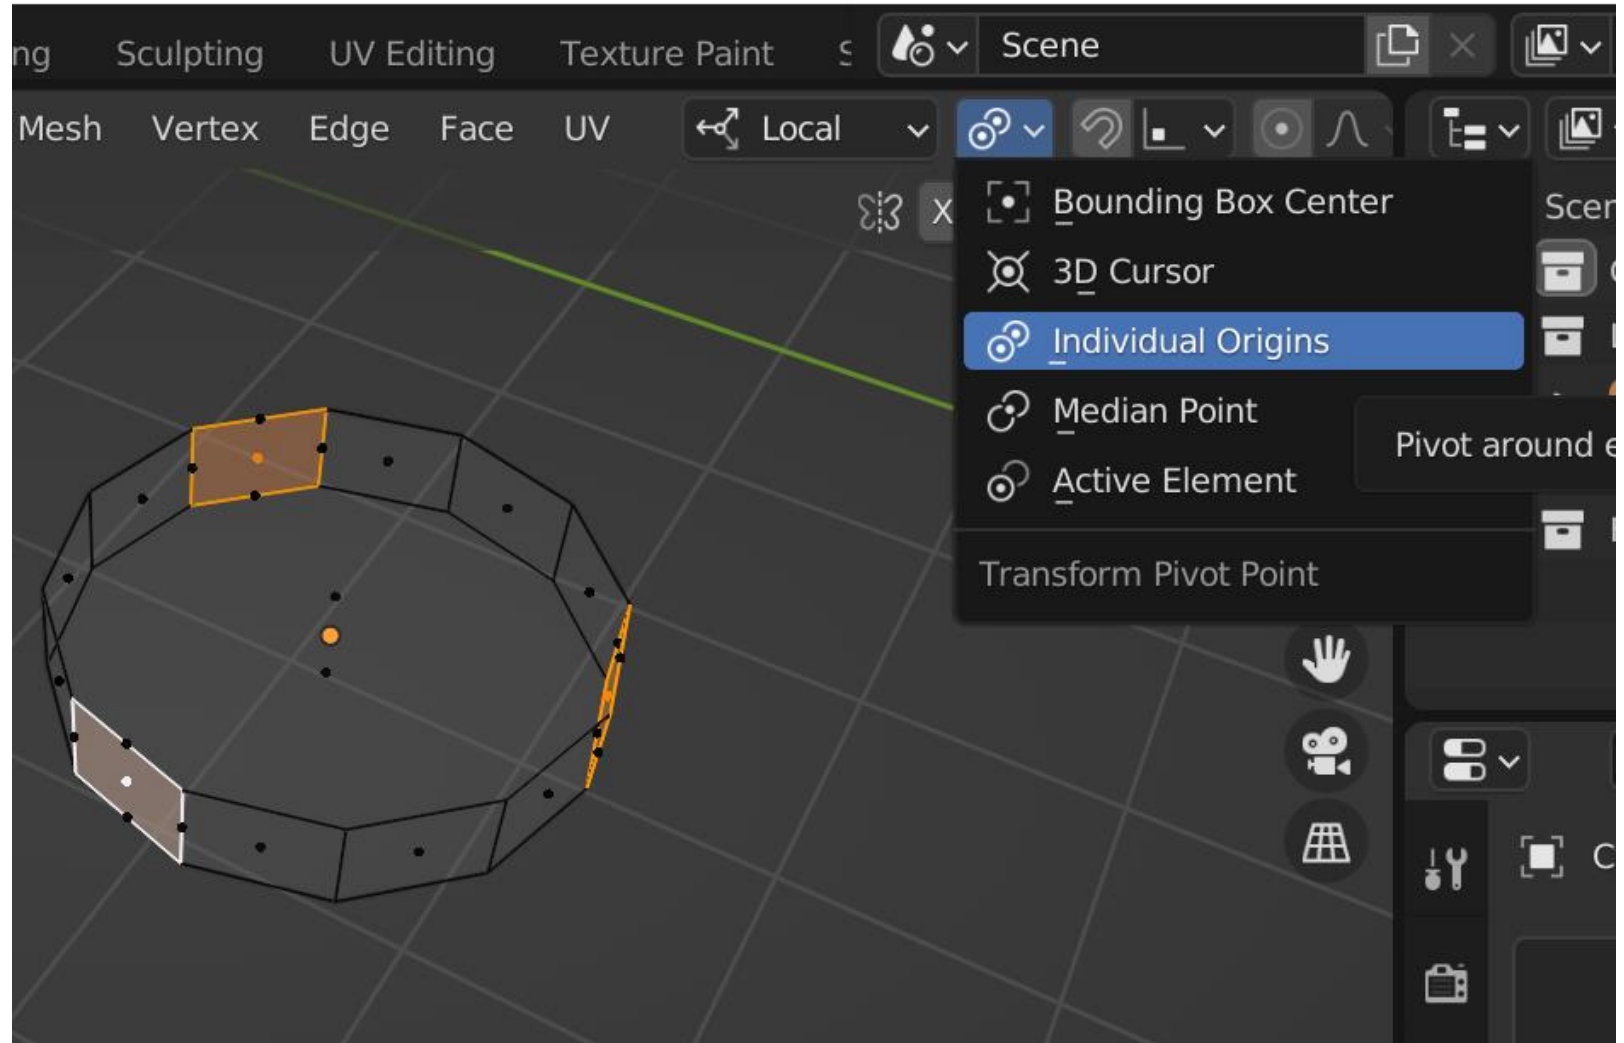 Sculpting UV Editing Texture Paint Scene
Mesh Vertex Edge Face UV Local
X
Bounding Box Center
3D Cursor
Individual Origins
Median Point
Pivot around
Active Element
Transform Pivot Point